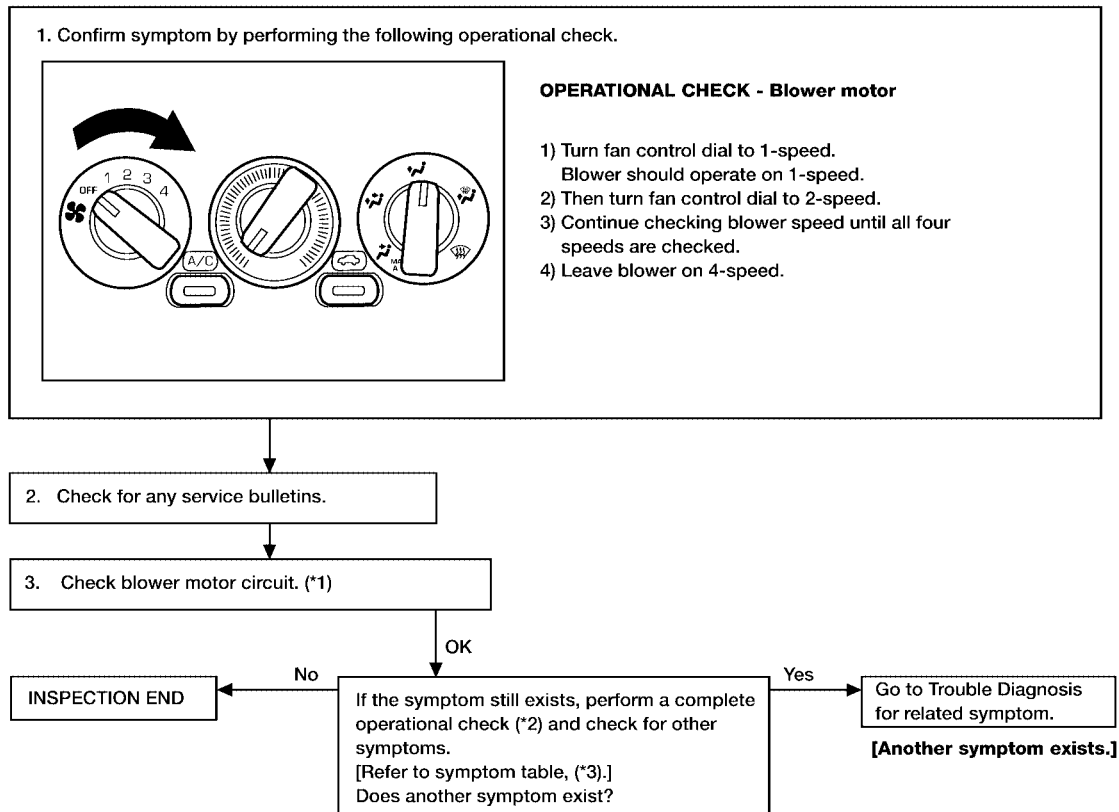 1. Confirm symptom by performing the following operational check.
OPERATIONAL CHECK - Blower motor
1) Turn fan control dial to 1-speed.
Blower should operate on 1-speed.
2) Then turn fan control dial to 2-speed.
3) Continue checking blower speed until all four
speeds are checked.
4) Leave blower on 4-speed.
OFF 1 2 3 4
A/C
MA
A
2. Check for any service bulletins.
3. Check blower motor circuit. (*1)
OK
No
Yes
INSPECTION END
If the symptom still exists, perform a complete
operational check (*2) and check for other
symptoms.
[Refer to symptom table, (*3).]
Does another symptom exist?
Go to Trouble Diagnosis
for related symptom.
[Another symptom exists.]